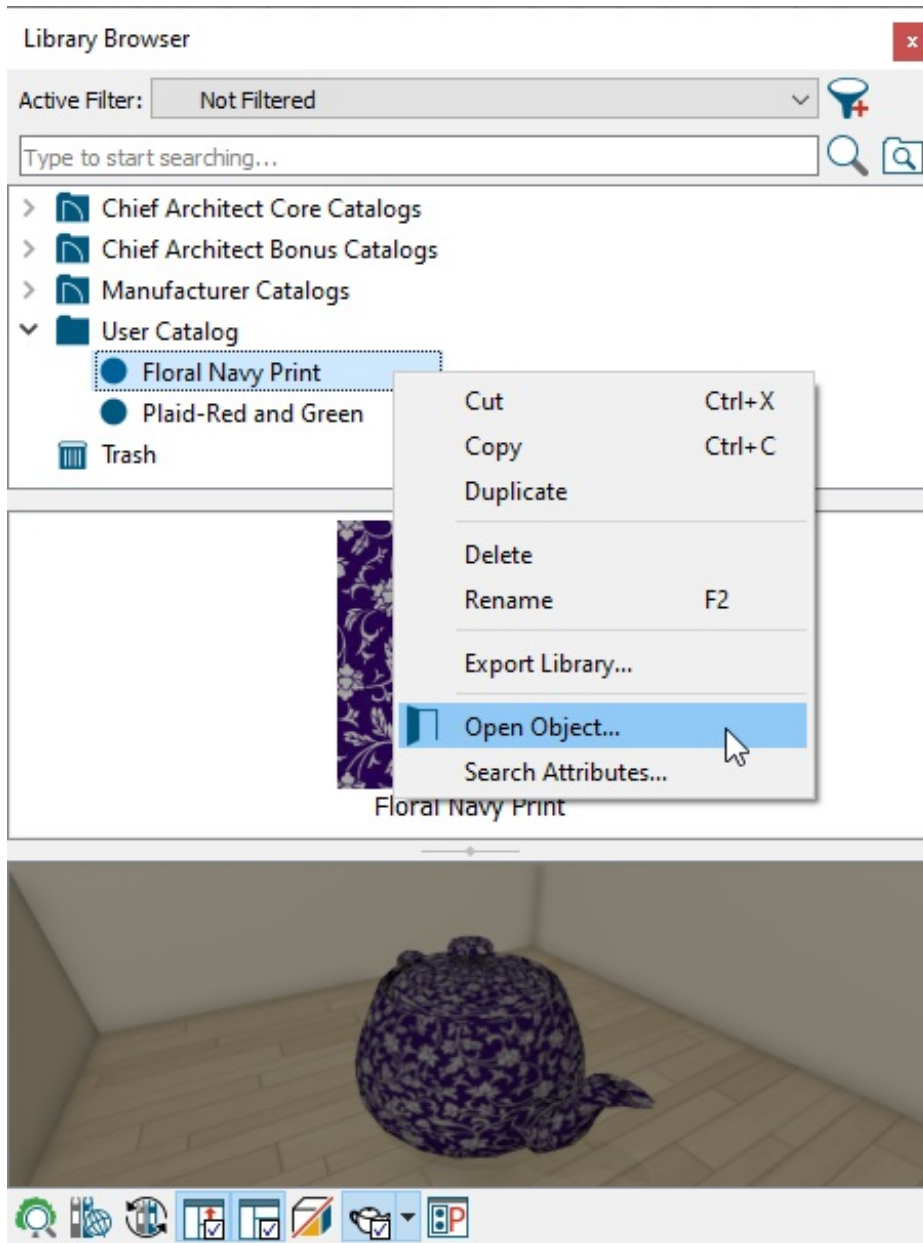 Library Browser
x
Active Filter: Not Filtered
Type to start searching...
Chief Architect Core Catalogs
Chief Architect Bonus Catalogs
Manufacturer Catalogs
User Catalog
Floral Navy Print
Plaid-Red and Green
Trash
Cut Ctrl+X
Copy Ctrl+C
Duplicate
Delete
Rename F2
Export Library...
Open Object...
Search Attributes...
Floral Navy Print
P